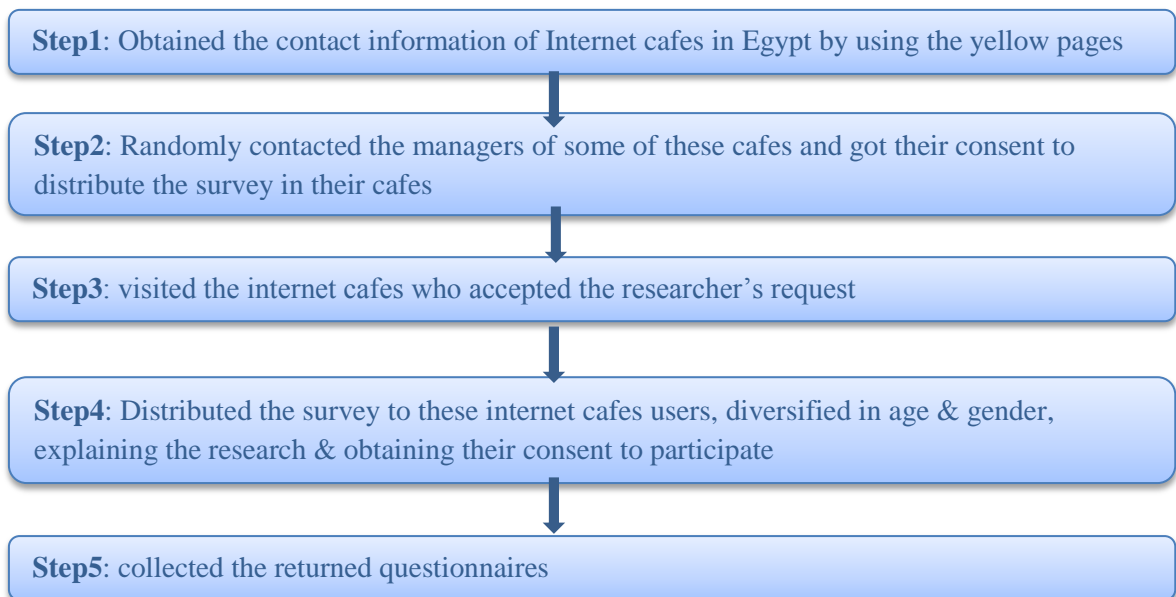 Step1: Obtained the contact information of Internet cafes in Egypt by using the yellow pages
Step2: Randomly contacted the managers of some of these cafes and got their consent to
distribute the survey in their cafes
Step3: visited the internet cafes who accepted the researcher’s request
Step4: Distributed the survey to these internet cafes users, diversified in age & gender,
explaining the research & obtaining their consent to participate
Step5: collected the returned questionnaires